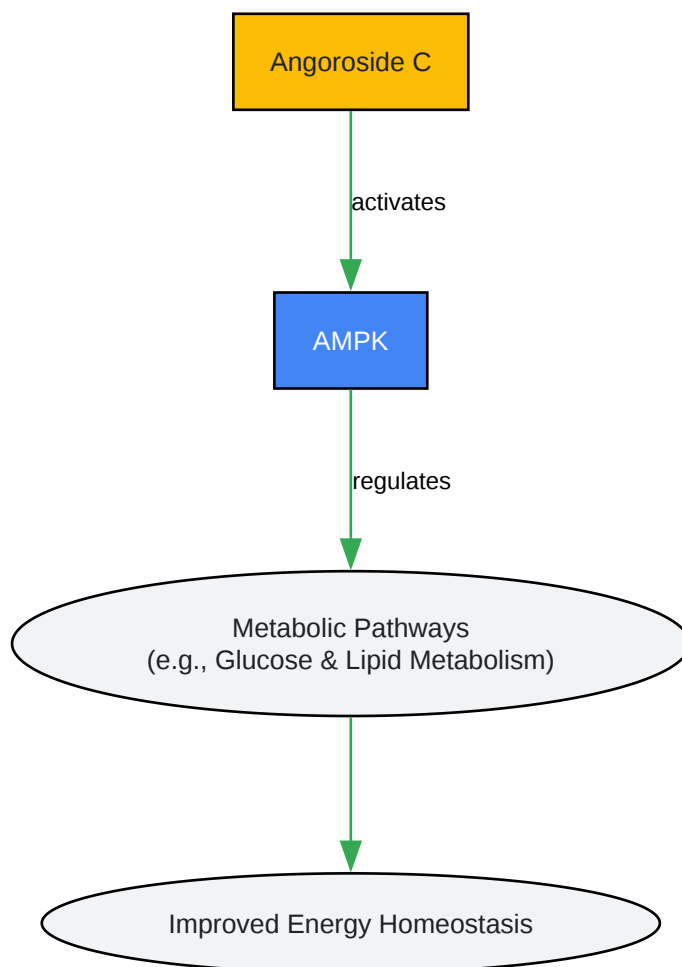 Angoroside C
activates
AMPK
regulates
Metabolic Pathways
(e.g., Glucose & Lipid Metabolism)
Improved Energy Homeostasis